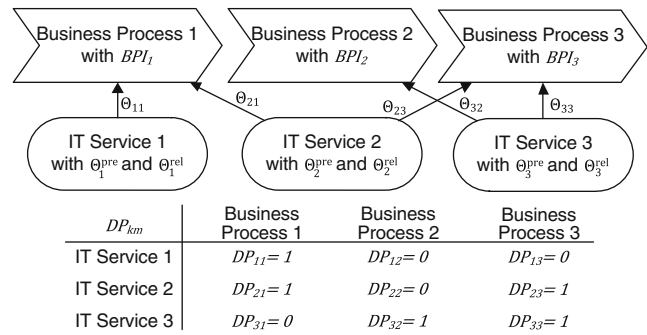 Business Process 1
with BPI₁
Business Process 2
with BPI₂
Business Process 3
with BPI₃
Θ₁₁
Θ₂₁
Θ₂₃
Θ₃₂
Θ₃₃
IT Service 1
with Θ₁ᵖʳᵉ and Θ₁ʳᵉˡ
IT Service 2
with Θ₂ᵖʳᵉ and Θ₂ʳᵉˡ
IT Service 3
with Θ₃ᵖʳᵉ and Θ₃ʳᵉˡ
DPₖₘ Business Process 1 Business Process 2 Business Process 3
IT Service 1 DP₁₁= 1 DP₁₂= 0 DP₁₃= 0
IT Service 2 DP₂₁= 1 DP₂₂= 0 DP₂₃= 1
IT Service 3 DP₃₁= 0 DP₃₂= 1 DP₃₃= 1